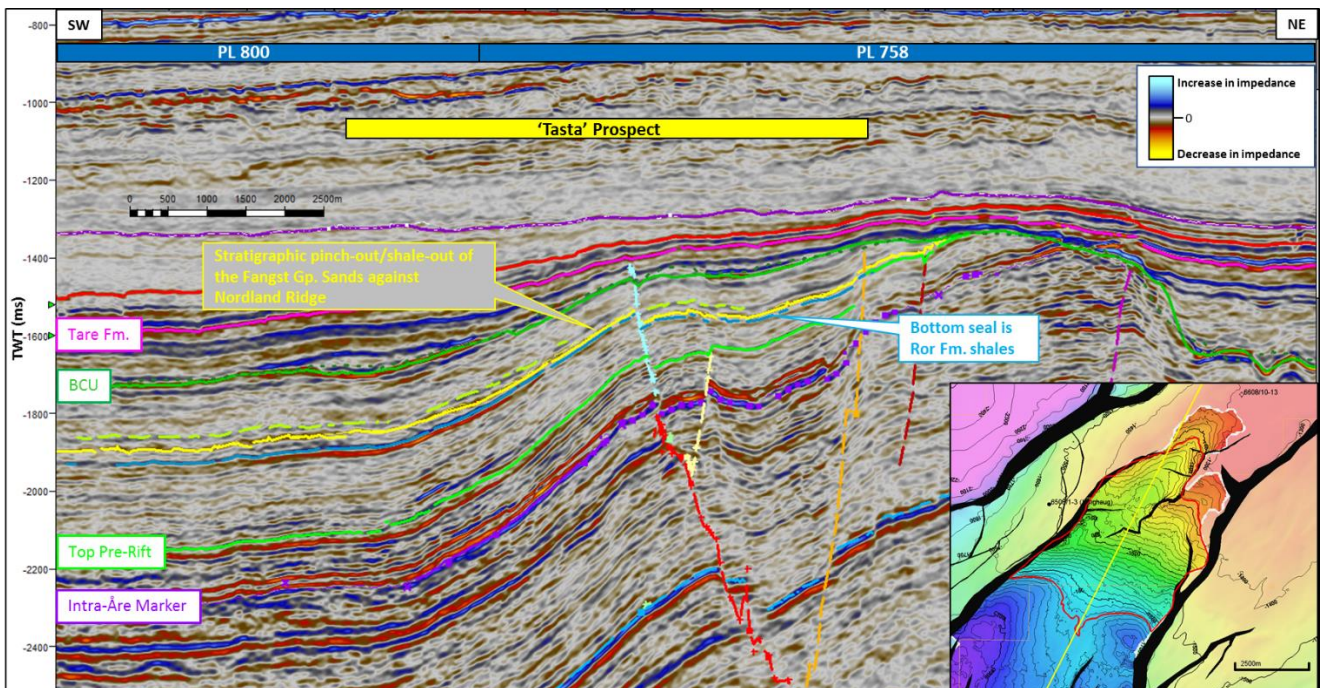 -800
SW
NE
PL 800
PL 758
Increase in impedance
0
Decrease in impedance
-1000
'Tasta' Prospect
-1200
0 500 1000 1500 2000 2500m
Stratigraphic pinch-out/shale-out of
the Fangst Gp. Sands against
Nordland Ridge
-1400
TWT (ms)
Tare Fm.
-1600
Bottom seal is
Ror Fm. shales
BCU
-1800
6608/10-13
-2000
Top Pre-Rift
-2200
Intra-Åre Marker
-2400
2500m